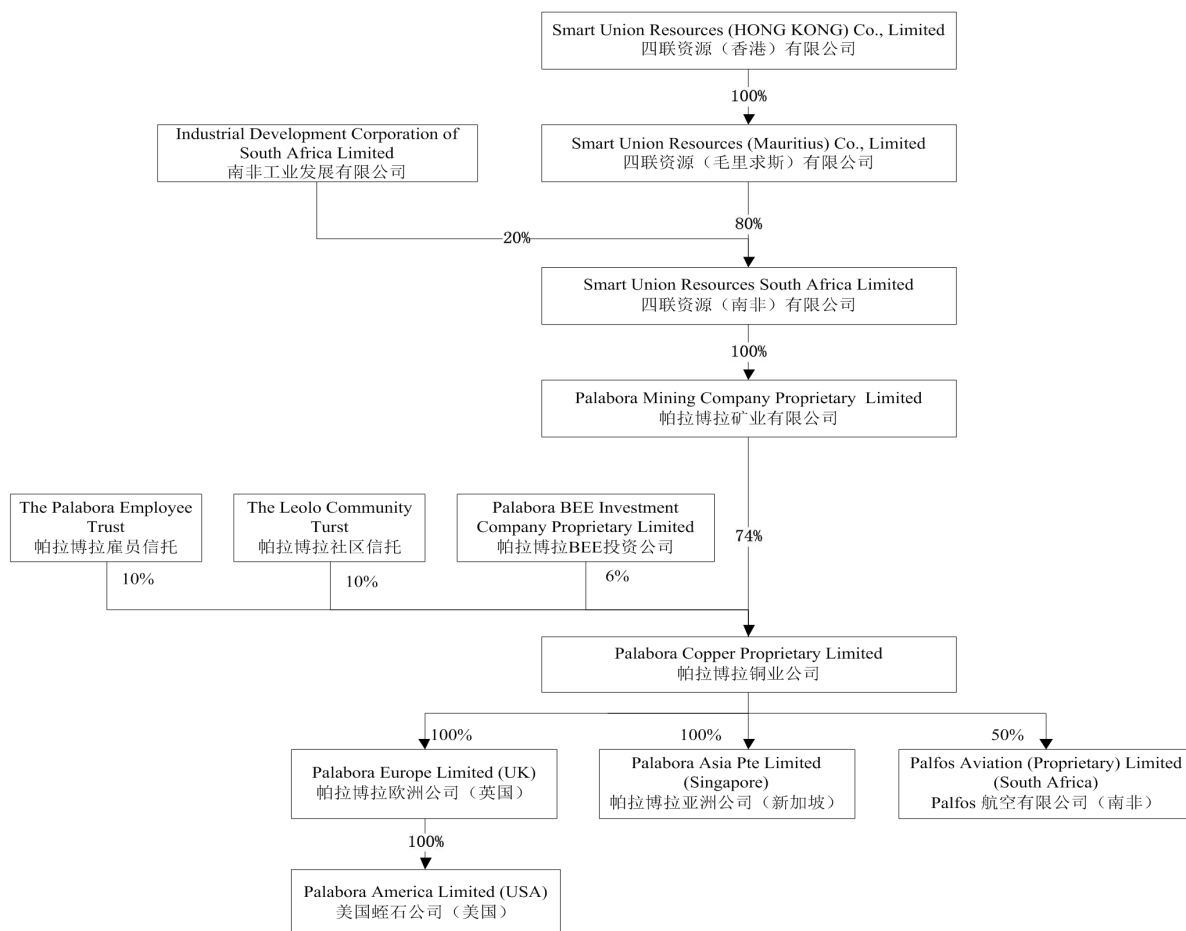 Smart Union Resources (HONG KONG) Co., Limited
四联资源（香港）有限公司
100%
Industrial Development Corporation of
South Africa Limited
南非工业发展有限公司
Smart Union Resources (Mauritius) Co., Limited
四联资源（毛里求斯）有限公司
80%
20%
Smart Union Resources South Africa Limited
四联资源（南非）有限公司
100%
Palabora Mining Company Proprietary Limited
帕拉博拉矿业有限公司
The Palabora Employee
Trust
帕拉博拉雇员信托
The Leolo Community
Turst
帕拉博拉社区信托
Palabora BEE Investment
Company Proprietary Limited
帕拉博拉BEE投资公司
74%
10%
10%
6%
Palabora Copper Proprietary Limited
帕拉博拉铜业公司
100%
100%
50%
Palabora Europe Limited (UK)
帕拉博拉欧洲公司（英国）
Palabora Asia Pte Limited
(Singapore)
帕拉博拉亚洲公司（新加坡）
Palfos Aviation (Proprietary) Limited
(South Africa)
Palfos 航空有限公司（南非）
100%
Palabora America Limited (USA)
美国蛭石公司（美国）